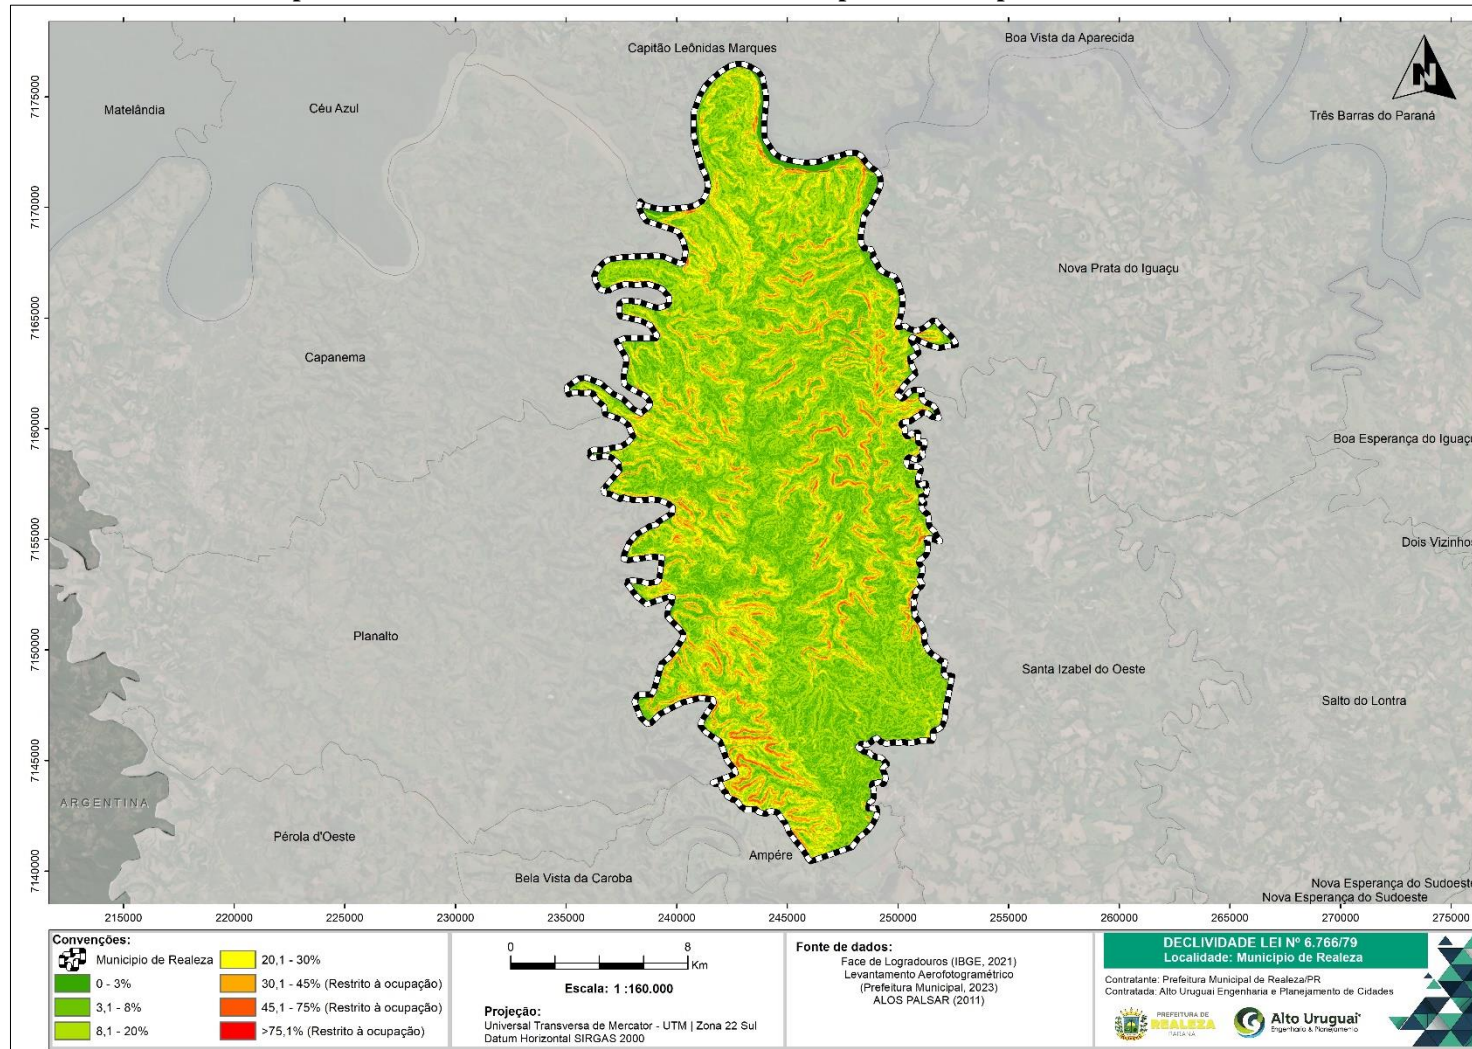 Capitão Leônidas Marques
Boa Vista da Aparecida
N
Matelândia
Céu Azul
Três Barras do Paraná
Nova Prata do Iguaçu
Capanema
Boa Esperança do Iguaçu
Dois Vizinhos
Planalto
Santa Izabel do Oeste
Salto do Lontra
ARGENTINA
Pérola d'Oeste
Ampére
Bela Vista da Caroba
Nova Esperança do Sudoeste
Nova Esperança do Sudoeste
7175000
7170000
7165000
7160000
7155000
7150000
7145000
7140000
215000 220000 225000 230000 235000 240000 245000 250000 255000 260000 265000 270000 275000
Convenções:
Municipio de Realeza
0 - 3%
3,1 - 8%
8,1 - 20%
20,1 - 30%
30,1 - 45% (Restrito à ocupação)
45,1 - 75% (Restrito à ocupação)
>75,1% (Restrito à ocupação)
0 8
Km
Escala: 1 :160.000
Projeção:
Universal Transversa de Mercator - UTM | Zona 22 Sul
Datum Horizontal SIRGAS 2000
Fonte de dados:
Face de Logradouros (IBGE, 2021)
Levantamento Aerofotogramétrico
(Prefeitura Municipal, 2023)
ALOS PALSAR (2011)
DECLIVIDADE LEI Nº 6.766/79
Localidade: Município de Realeza
Contratante: Prefeitura Municipal de Realeza/PR
Contratada: Alto Uruguai Engenharia e Planejamento de Cidades
PREFEITURA DE
REALEZA
PARANÁ
Alto Uruguai
Engenharia & Planejamento